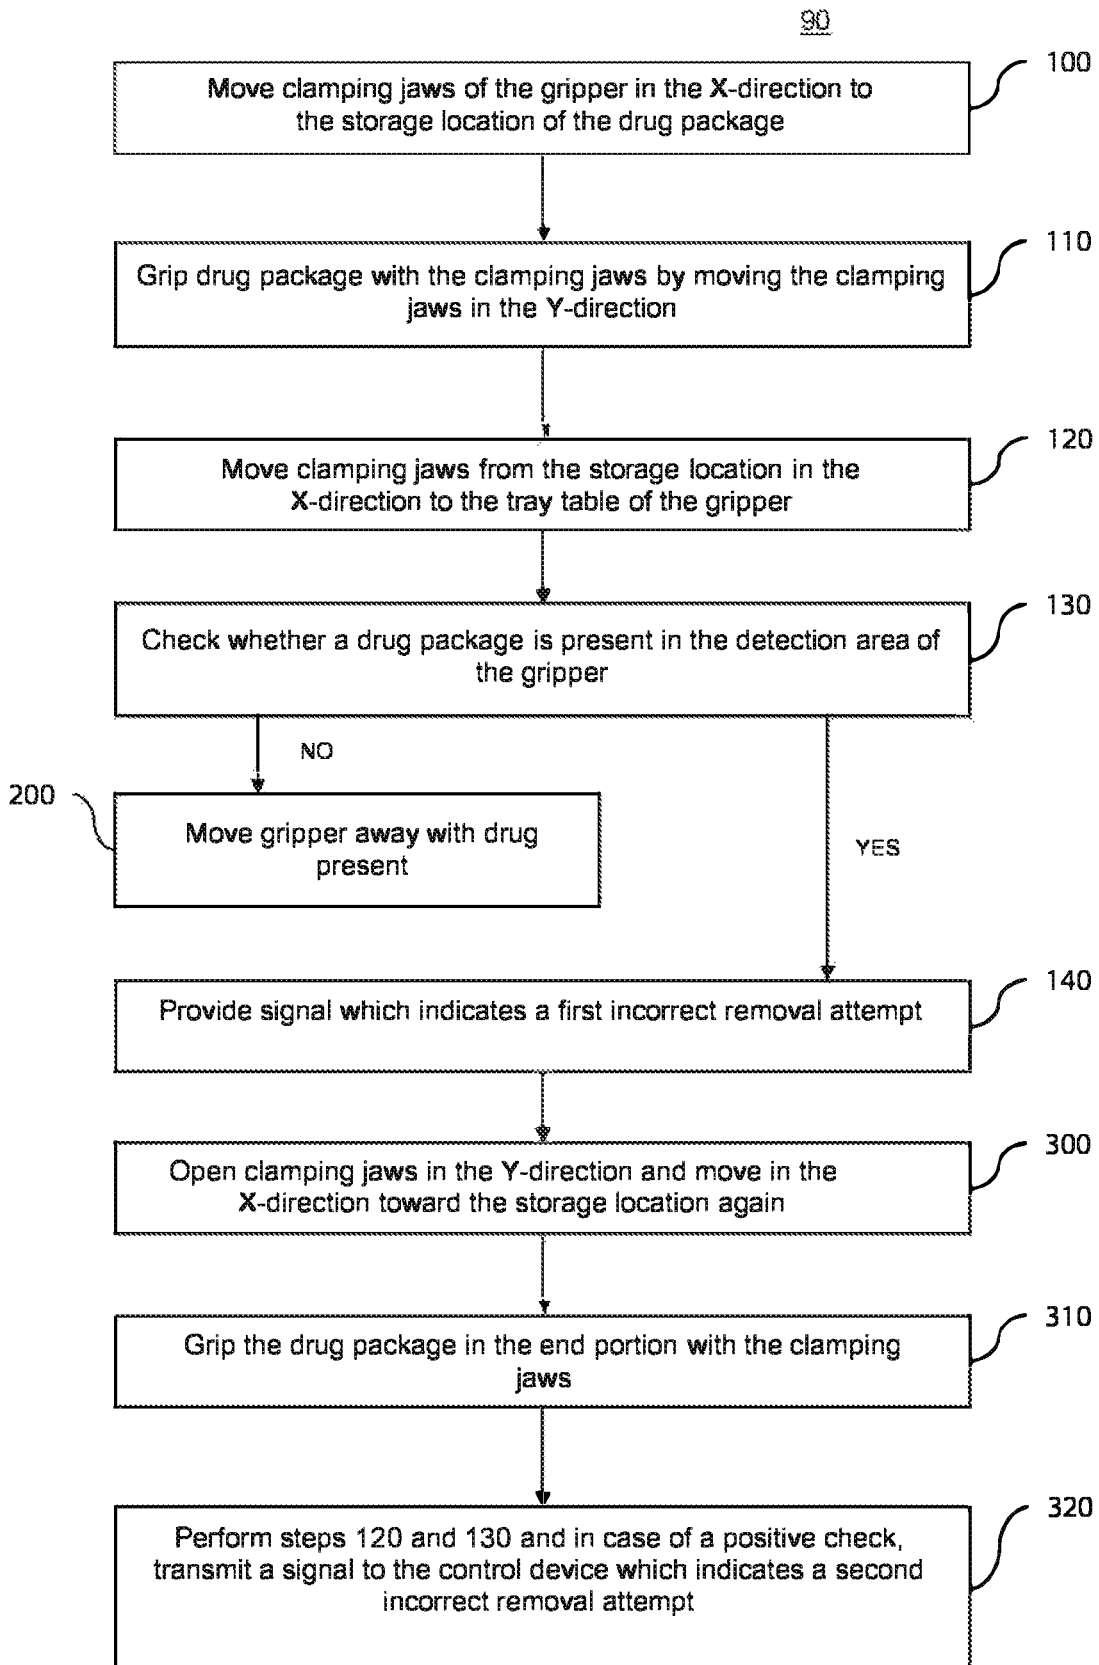 90
100
Move clamping jaws of the gripper in the X-direction to
the storage location of the drug package
110
Grip drug package with the clamping jaws by moving the clamping
jaws in the Y-direction
120
Move clamping jaws from the storage location in the
X-direction to the tray table of the gripper
130
Check whether a drug package is present in the detection area of
the gripper
NO
200
Move gripper away with drug
present
YES
140
Provide signal which indicates a first incorrect removal attempt
300
Open clamping jaws in the Y-direction and move in the
X-direction toward the storage location again
310
Grip the drug package in the end portion with the clamping
jaws
320
Perform steps 120 and 130 and in case of a positive check,
transmit a signal to the control device which indicates a second
incorrect removal attempt